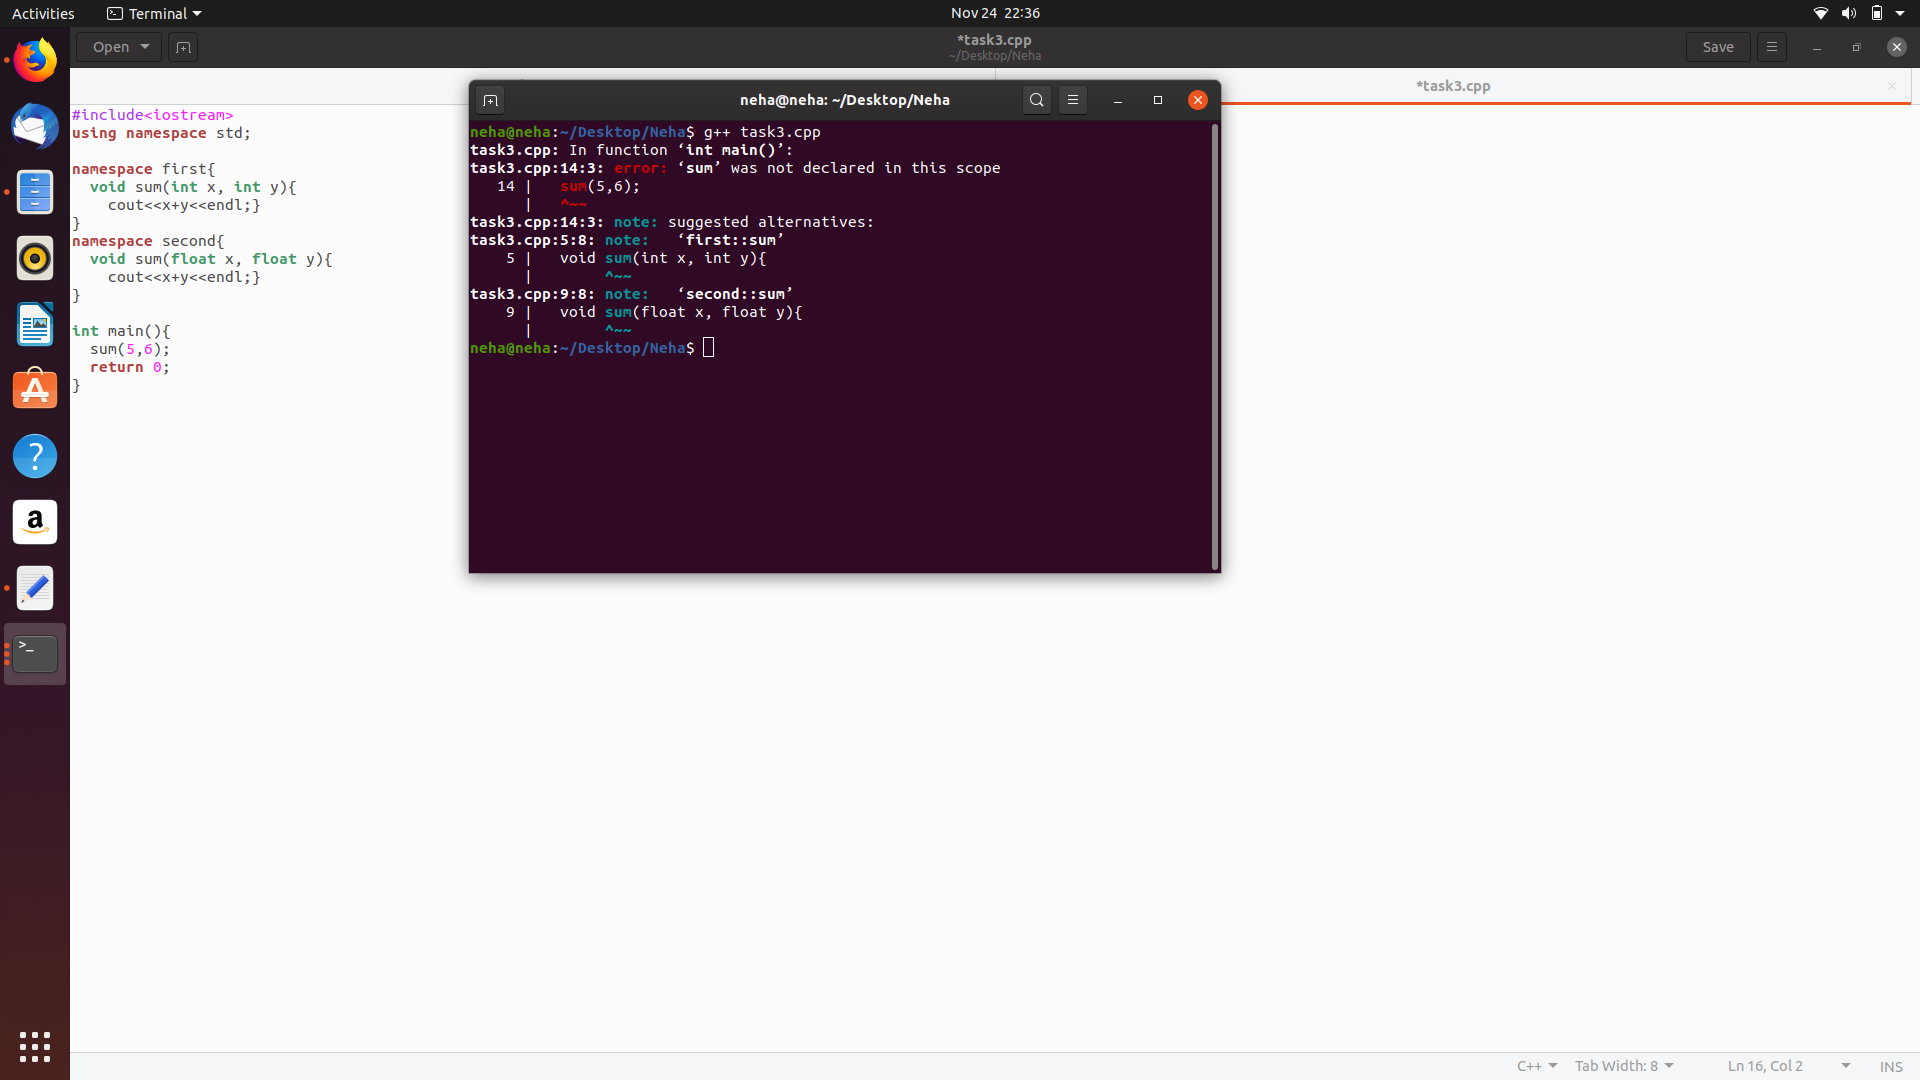 Activities
Terminal
Nov 24 22:36
Open
*task3.cpp
~/Desktop/Neha
Save
*task3.cpp
#include<iostream>
using namespace std;
namespace first{
void sum(int x, int y){
cout<<x+y<<endl;}
}
namespace second{
void sum(float x, float y){
cout<<x+y<<endl;}
}
int main(){
sum(5,6);
return 0;
}
neha@neha: ~/Desktop/Neha
neha@neha:~/Desktop/Neha$ g++ task3.cpp
task3.cpp: In function ‘int main()’:
task3.cpp:14:3: error: ‘sum’ was not declared in this scope
14 |   sum(5,6);
|   ^~~
task3.cpp:14:3: note: suggested alternatives:
task3.cpp:5:8: note:   ‘first::sum’
5 |   void sum(int x, int y){
|        ^~~
task3.cpp:9:8: note:   ‘second::sum’
9 |   void sum(float x, float y){
|        ^~~
neha@neha:~/Desktop/Neha$
C++
Tab Width: 8
Ln 16, Col 2
INS